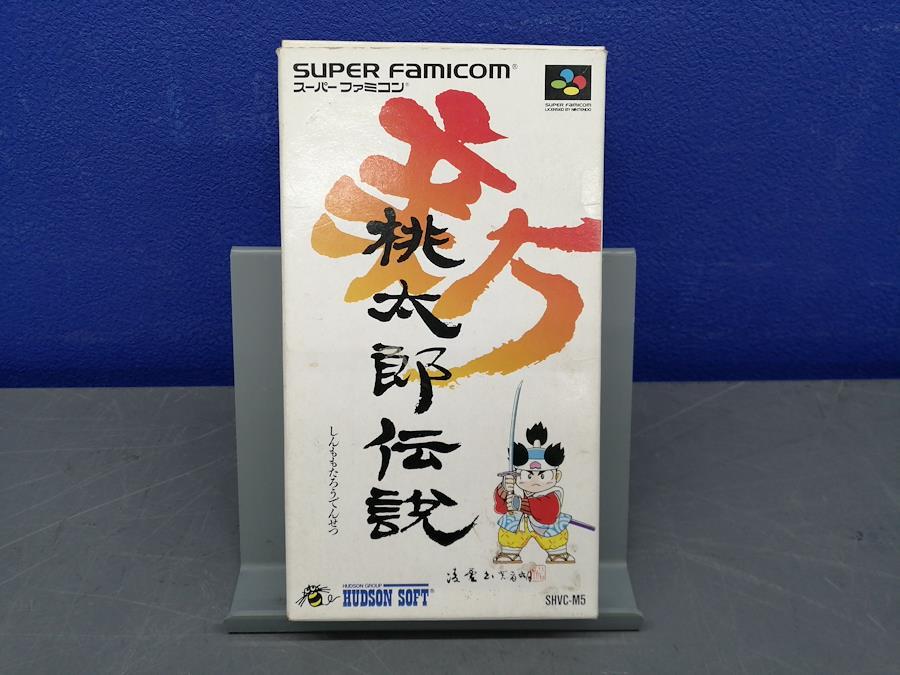 SUPER FAMICOM®
スーパーファミコン®
SUPER FAMICOM
LICENSED BY NINTENDO
新
桃太郎伝説
しんももたろうでんせつ
HUDSON GROUP
HUDSON SOFT®
SHVC-M5